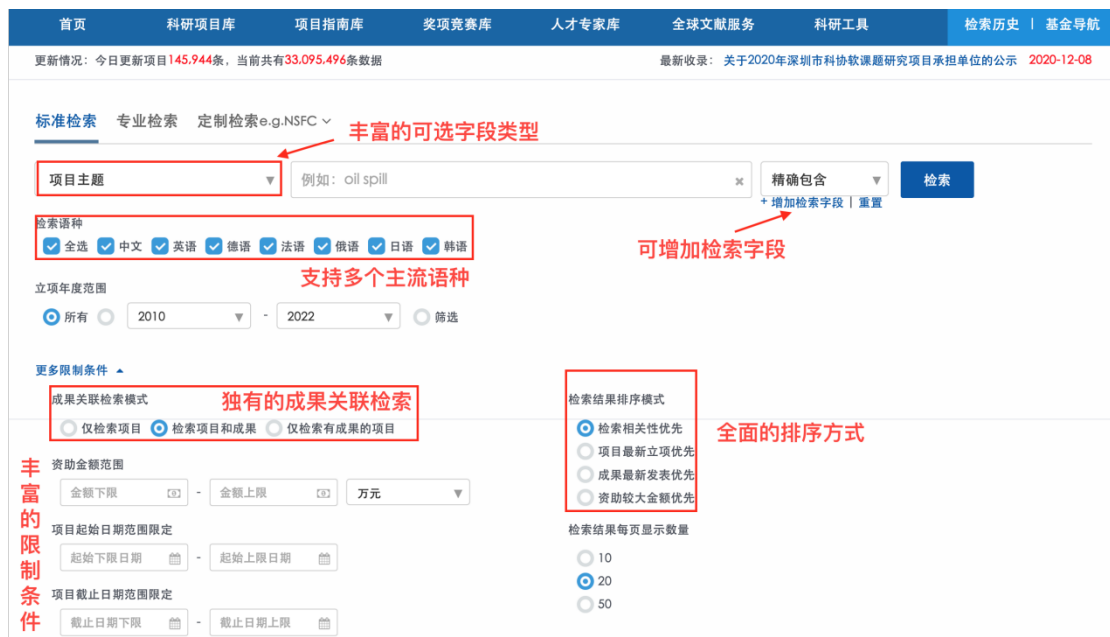 首页 科研项目库 项目指南库 奖项竞赛库 人才专家库 全球文献服务 科研工具 检索历史 | 基金导航
更新情况：今日更新项目145,944条，当前共有33,095,496条数据 最新收录：关于2020年深圳市科协软课题研究项目承担单位的公示 2020-12-08
标准检索 专业检索 定制检索e.g.NSFC
丰富的可选字段类型
项目主题 例如：oil spill 精确包含 检索
+ 增加检索字段 | 重置
检索语种
全选 中文 英语 德语 法语 俄语 日语 韩语
可增加检索字段
支持多个主流语种
立项年度范围
所有 2010 - 2022 筛选
更多限制条件
成果关联检索模式 独有的成果关联检索 检索结果排序模式
仅检索项目 检索项目和成果 仅检索有成果的项目 检索相关性优先
全面的排序方式
项目最新立项优先
资助金额范围 成果最新发表优先
金额下限 - 金额上限 万元 资助较大金额优先
项目起始日期范围限定 检索结果每页显示数量
起始下限日期 - 起始上限日期 10
20
项目截止日期范围限定 50
截止日期下限 - 截止日期上限
丰富的限制条件